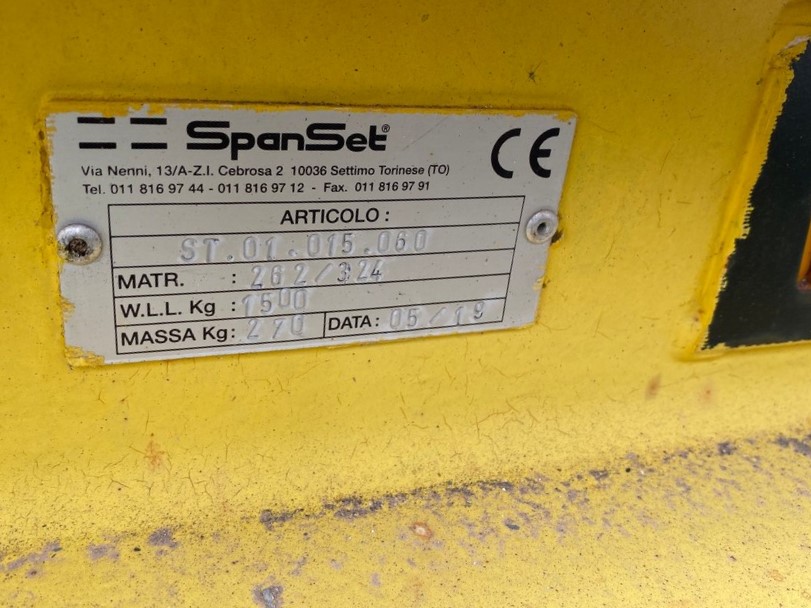 SpanSet® CE
Via Nenni, 13/A-Z.I. Cebrosa 2 10036 Settimo Torinese (TO)
Tel. 011 816 97 44 - 011 816 97 12 - Fax. 011 816 97 91
ARTICOLO :
ST.01.015.060
MATR. : 262/324
W.L.L. Kg : 1500
MASSA Kg: 270 DATA: 05/19